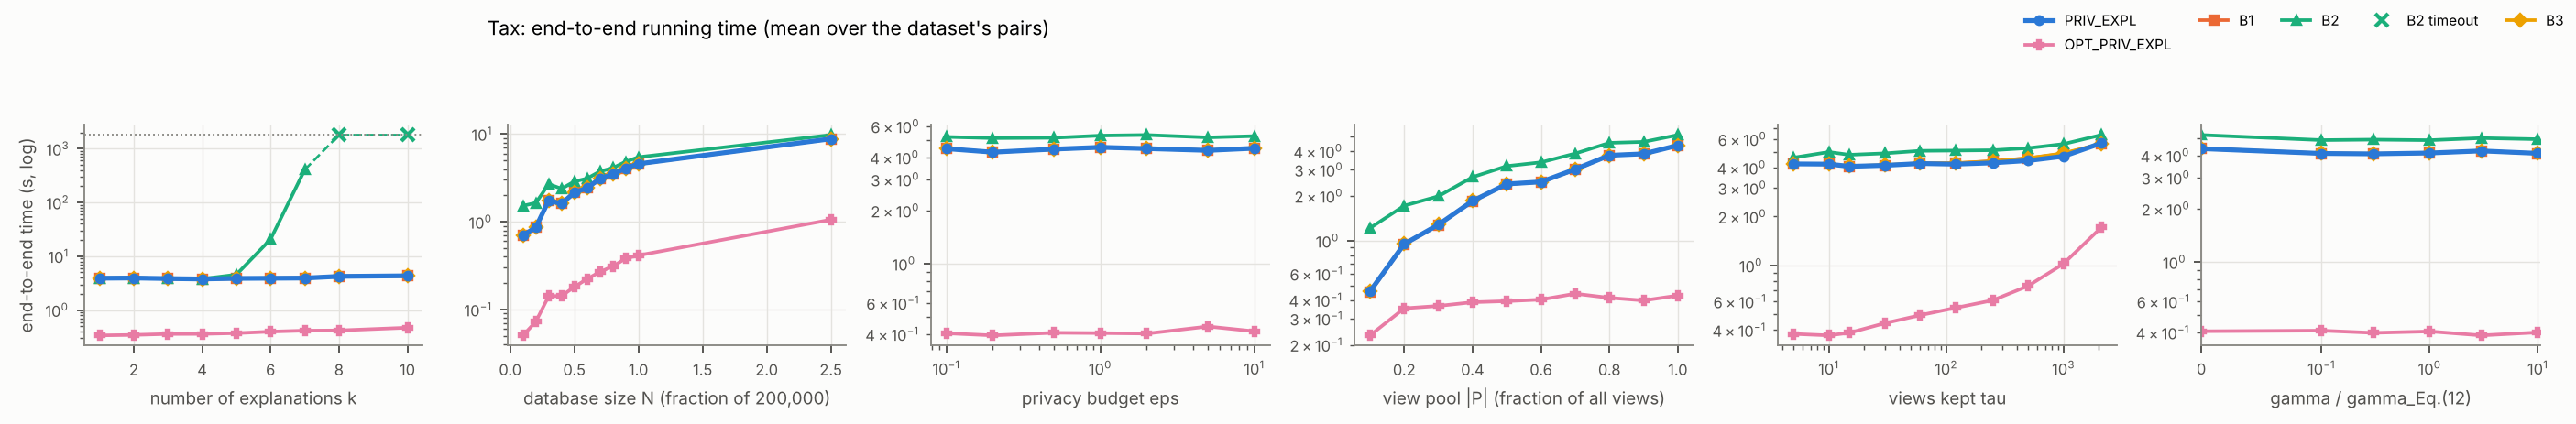 Tax: end-to-end running time (mean over the dataset's pairs)
PRIV_EXPL
B1
B2
B2 timeout
B3
OPT_PRIV_EXPL
end-to-end time (s, log)
10³
10²
10¹
10⁰
2 4 6 8 10
number of explanations k
10¹
10⁰
10⁻¹
0.0 0.5 1.0 1.5 2.0 2.5
database size N (fraction of 200,000)
6 × 10⁰
4 × 10⁰
3 × 10⁰
2 × 10⁰
10⁰
6 × 10⁻¹
4 × 10⁻¹
10⁻¹ 10⁰ 10¹
privacy budget eps
4 × 10⁰
3 × 10⁰
2 × 10⁰
10⁰
6 × 10⁻¹
4 × 10⁻¹
3 × 10⁻¹
2 × 10⁻¹
0.2 0.4 0.6 0.8 1.0
view pool |P| (fraction of all views)
6 × 10⁰
4 × 10⁰
3 × 10⁰
2 × 10⁰
10⁰
6 × 10⁻¹
4 × 10⁻¹
10¹ 10² 10³
views kept tau
4 × 10⁰
3 × 10⁰
2 × 10⁰
10⁰
6 × 10⁻¹
4 × 10⁻¹
0 10⁻¹ 10⁰ 10¹
gamma / gamma_Eq.(12)